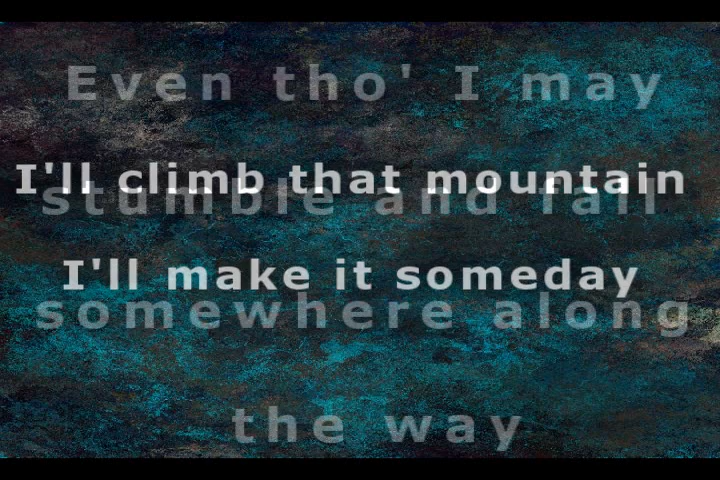 Even tho' I may
I'll climb that mountain
stumble and fall
I'll make it someday
somewhere along
the way